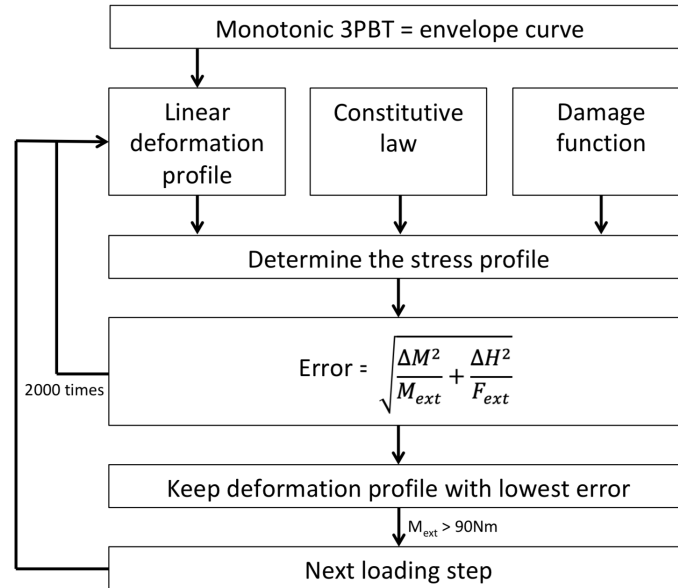 Monotonic 3PBT = envelope curve
Linear
deformation
profile
Constitutive
law
Damage
function
Determine the stress profile
Error = √(ΔM²/M_ext + ΔH²/F_ext)
2000 times
Keep deformation profile with lowest error
M_ext > 90Nm
Next loading step